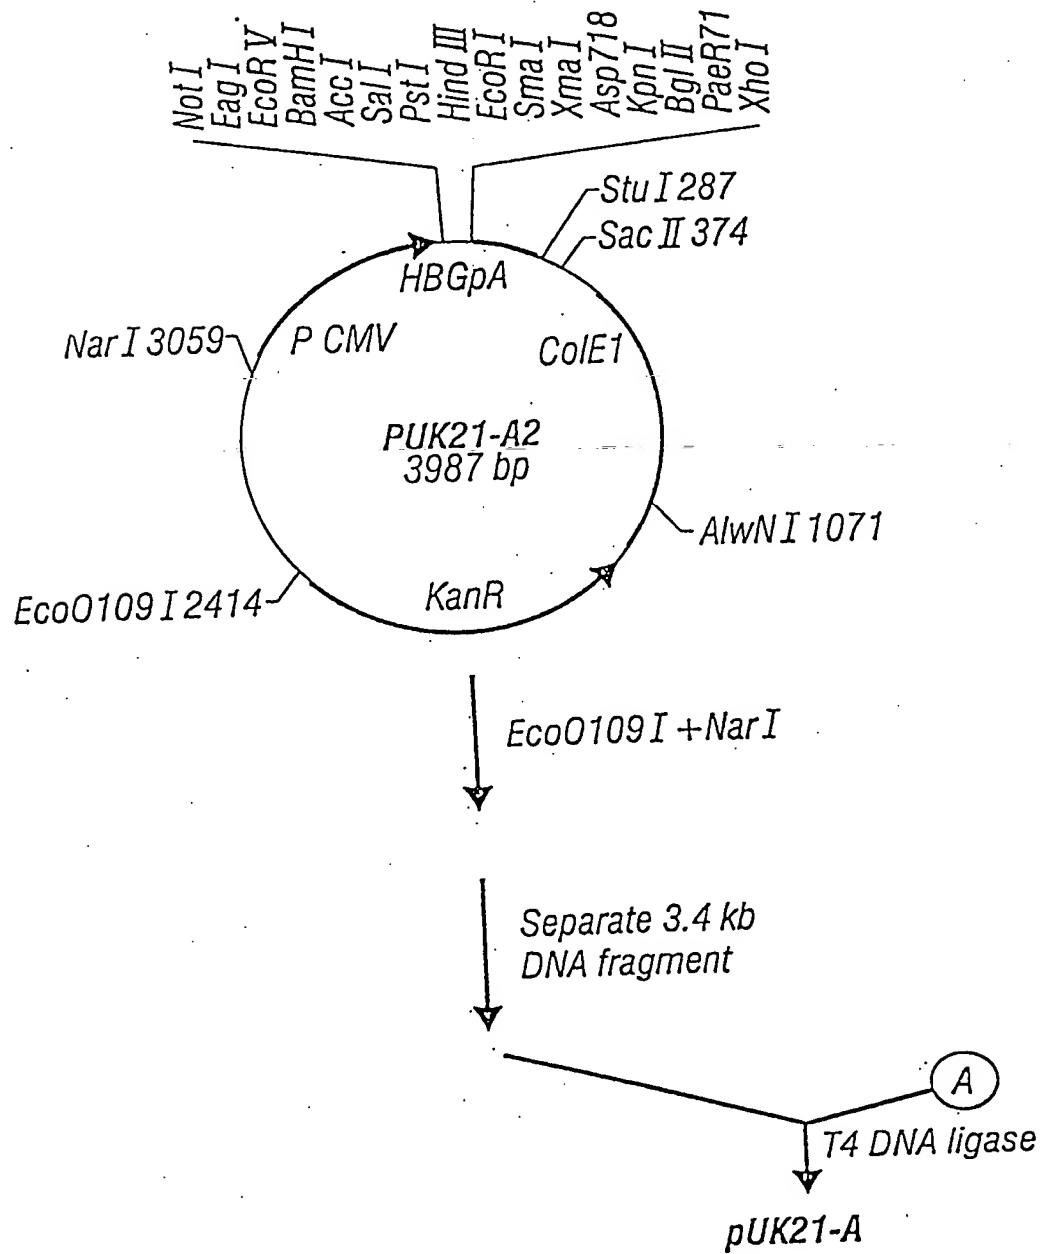 Not I
Eag I
EcoR V
BamH I
Acc I
Sal I
Pst I
Hind III
EcoR I
Sma I
Xma I
Asp718
Kpn I
Bgl II
PaeR71
Xho I
Stu I 287
Sac II 374
HBGpA
Nar I 3059
P CMV
ColE1
PUK21-A2
3987 bp
AlwN I 1071
EcoO109 I 2414
KanR
EcoO109 I + Nar I
Separate 3.4 kb
DNA fragment
A
T4 DNA ligase
pUK21-A